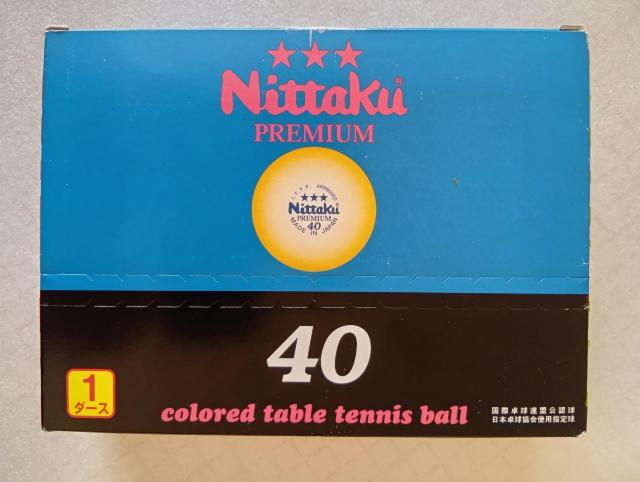 ★★★
Nittaku®
PREMIUM
I.T.T.F. APPROVED ®
★★★
Nittaku
PREMIUM
40
MADE IN JAPAN
40
1
ダース
colored table tennis ball
国際卓球連盟公認球
日本卓球協会使用指定球